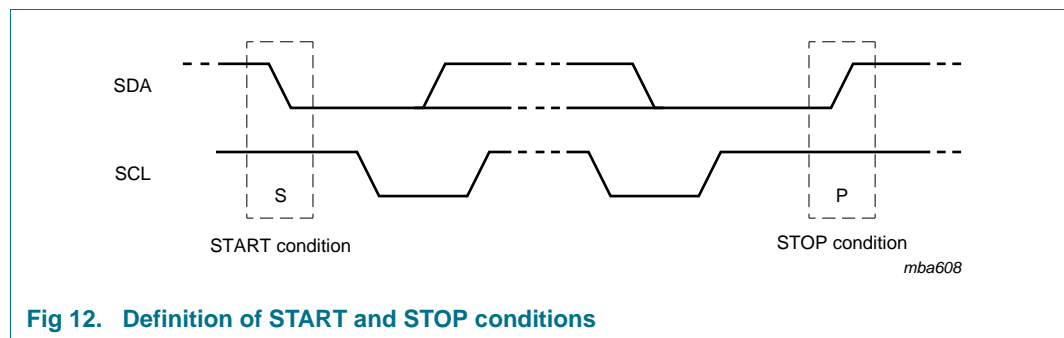 SDA
SCL
S
P
START condition
STOP condition
mba608
Fig 12. Definition of START and STOP conditions